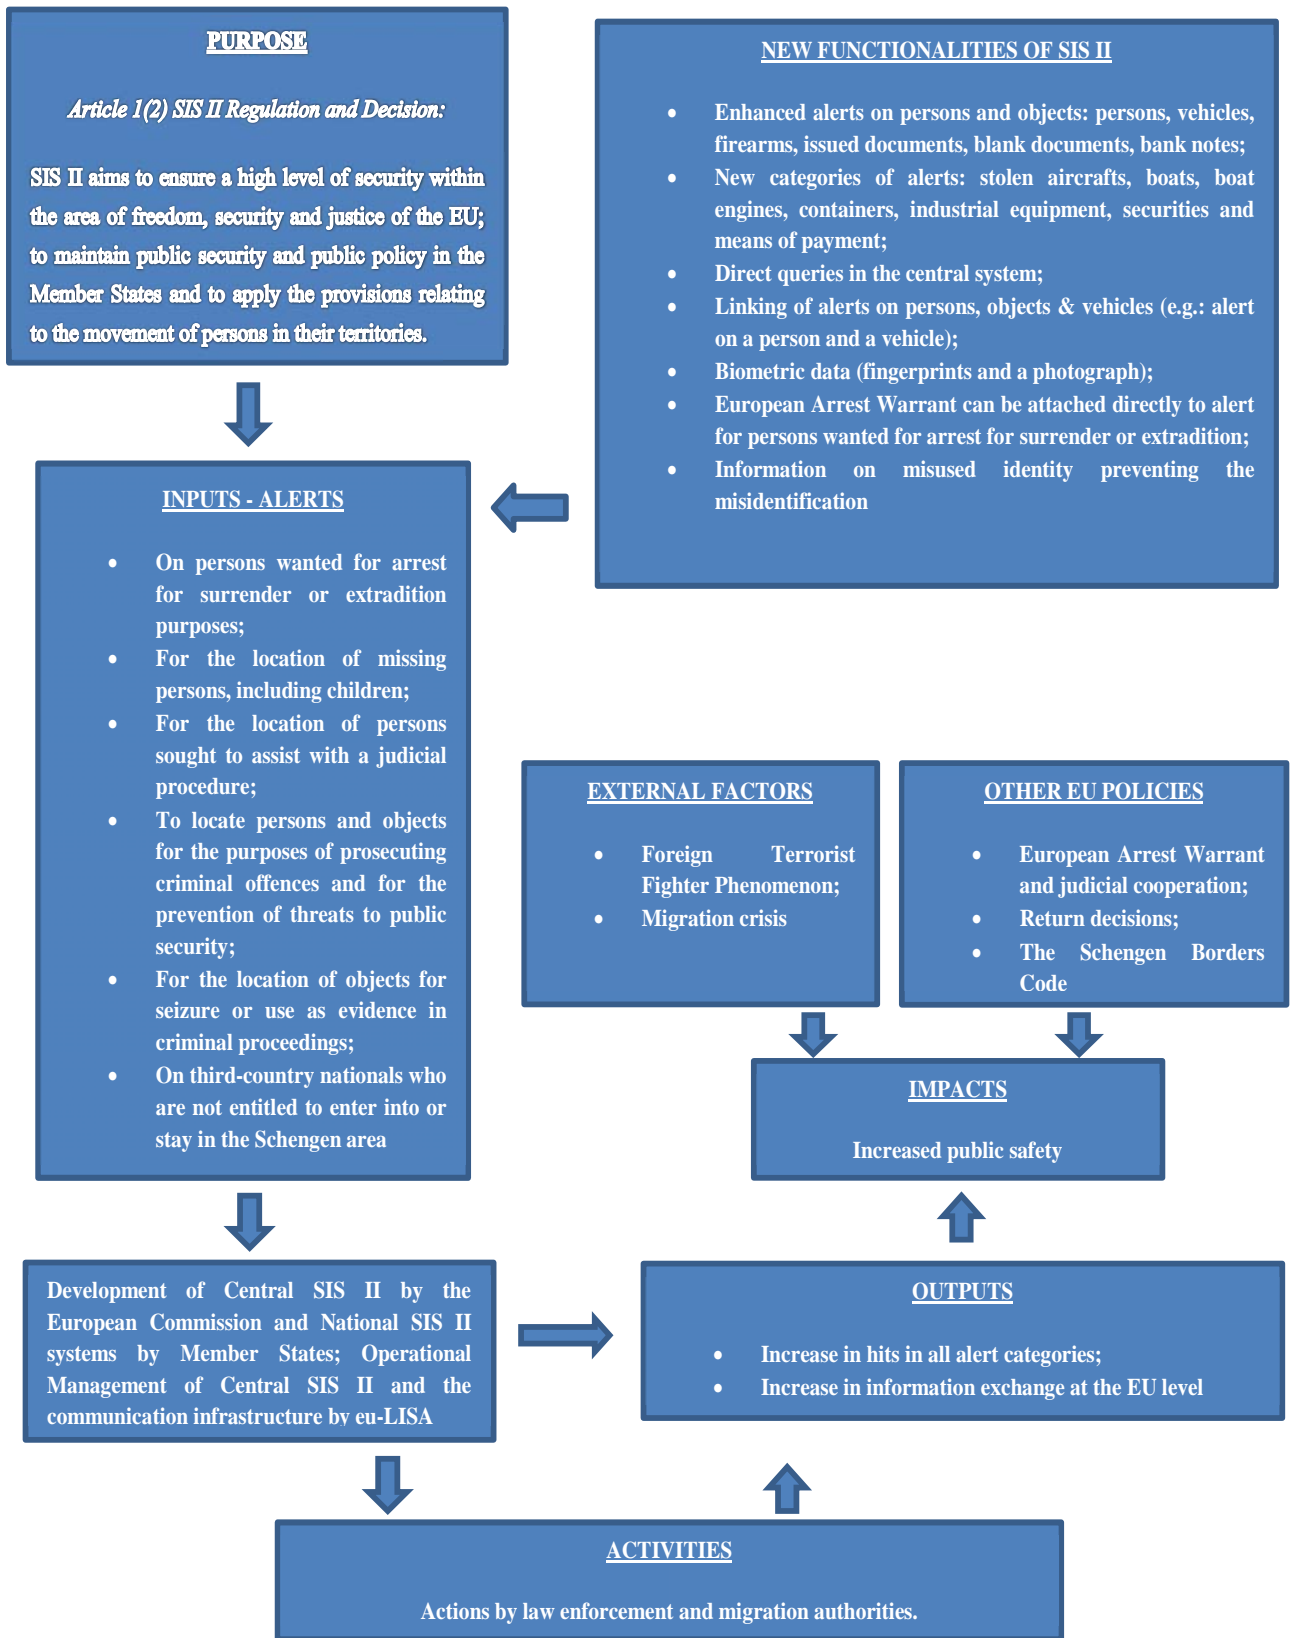 PURPOSE
Article 1(2) SIS II Regulation and Decision:
SIS II aims to ensure a high level of security within
the area of freedom, security and justice of the EU;
to maintain public security and public policy in the
Member States and to apply the provisions relating
to the movement of persons in their territories.
NEW FUNCTIONALITIES OF SIS II
• Enhanced alerts on persons and objects: persons, vehicles,
firearms, issued documents, blank documents, bank notes;
• New categories of alerts: stolen aircrafts, boats, boat
engines, containers, industrial equipment, securities and
means of payment;
• Direct queries in the central system;
• Linking of alerts on persons, objects & vehicles (e.g.: alert
on a person and a vehicle);
• Biometric data (fingerprints and a photograph);
• European Arrest Warrant can be attached directly to alert
for persons wanted for arrest for surrender or extradition;
• Information on misused identity preventing the
misidentification
INPUTS - ALERTS
• On persons wanted for arrest
for surrender or extradition
purposes;
• For the location of missing
persons, including children;
• For the location of persons
sought to assist with a judicial
procedure;
• To locate persons and objects
for the purposes of prosecuting
criminal offences and for the
prevention of threats to public
security;
• For the location of objects for
seizure or use as evidence in
criminal proceedings;
• On third-country nationals who
are not entitled to enter into or
stay in the Schengen area
EXTERNAL FACTORS
• Foreign Terrorist
Fighter Phenomenon;
• Migration crisis
OTHER EU POLICIES
• European Arrest Warrant
and judicial cooperation;
• Return decisions;
• The Schengen Borders
Code
IMPACTS
Increased public safety
Development of Central SIS II by the
European Commission and National SIS II
systems by Member States; Operational
Management of Central SIS II and the
communication infrastructure by eu-LISA
OUTPUTS
• Increase in hits in all alert categories;
• Increase in information exchange at the EU level
ACTIVITIES
Actions by law enforcement and migration authorities.